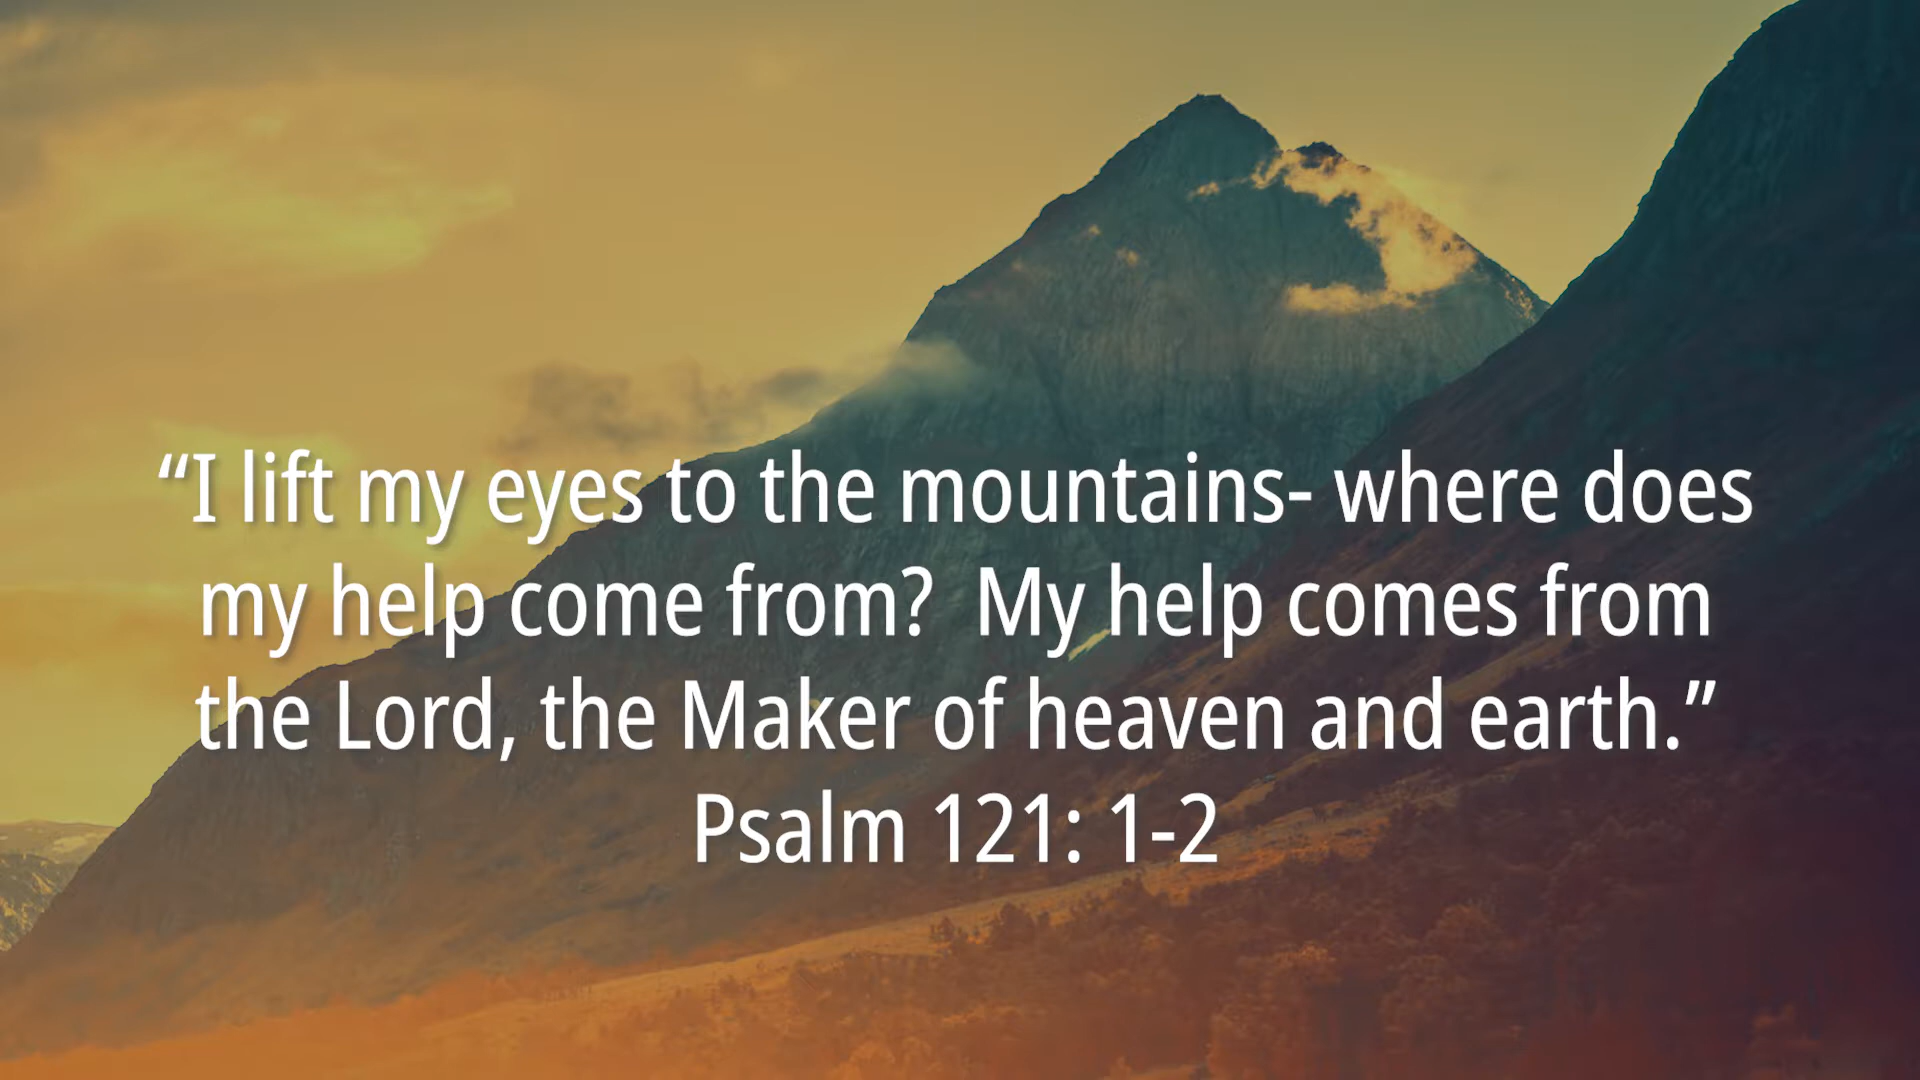 “I lift my eyes to the mountains- where does
my help come from?  My help comes from
the Lord, the Maker of heaven and earth.”
Psalm 121: 1-2